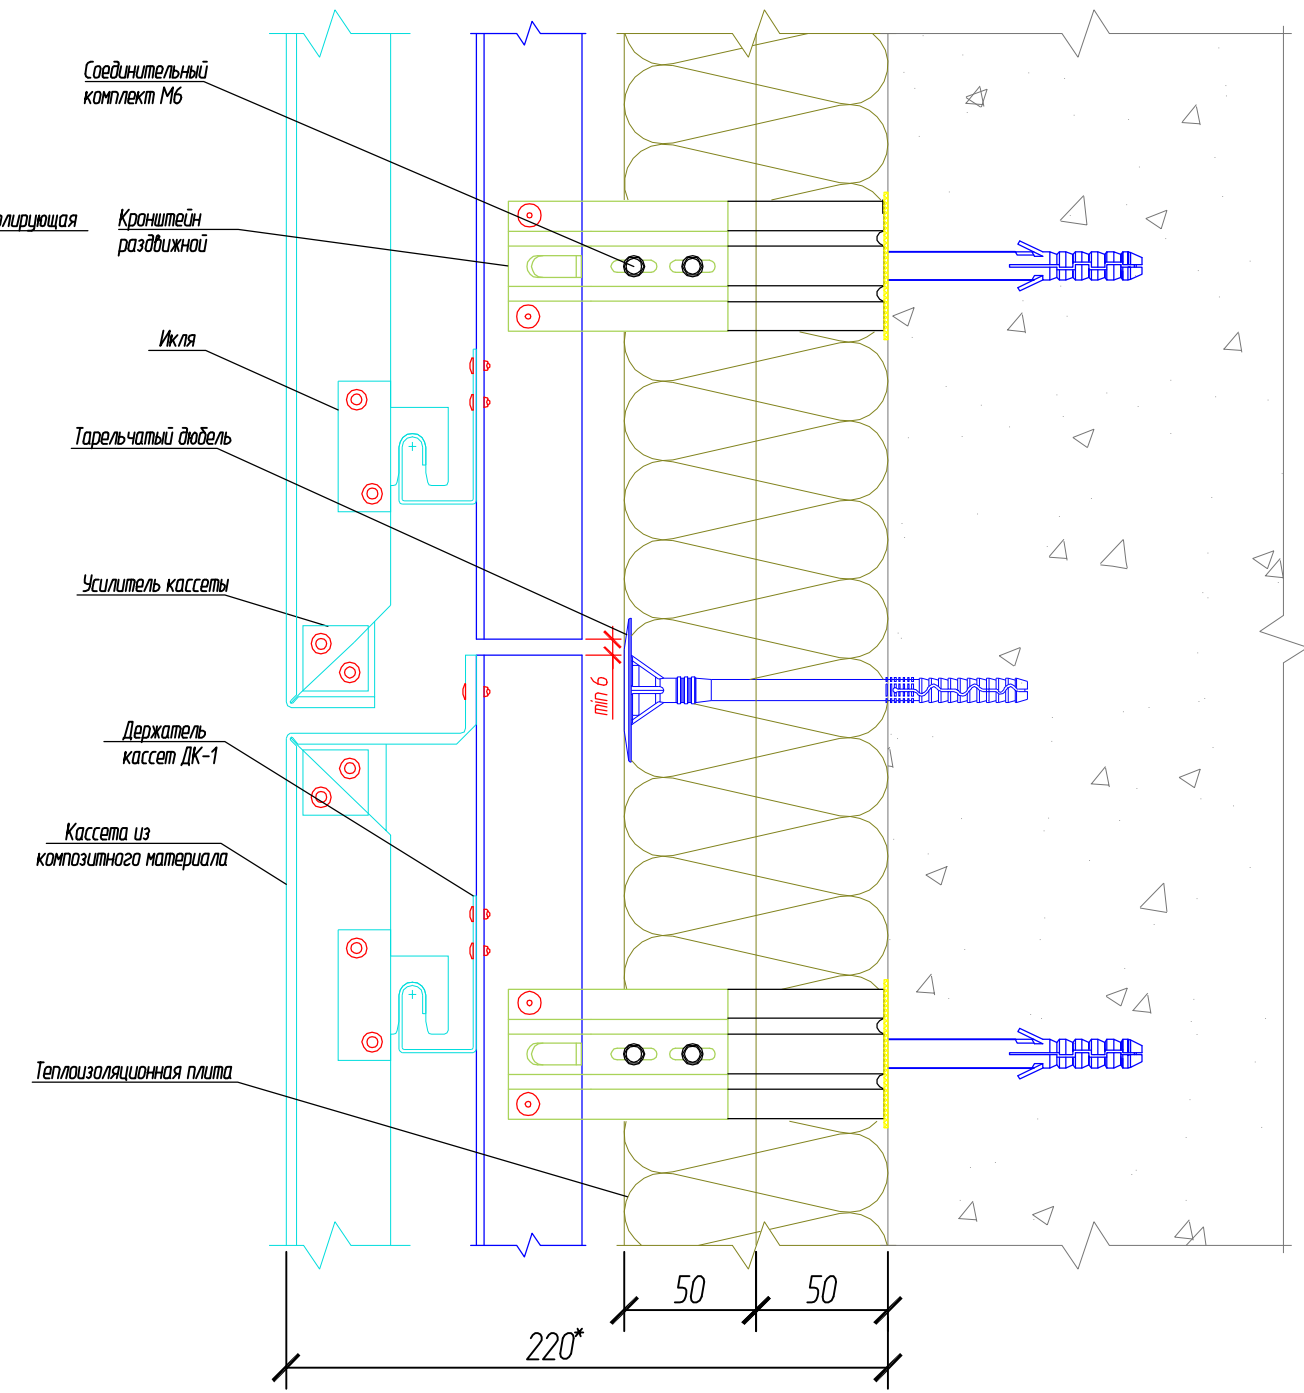 Соединительный
комплект М6
лирующая
Кронштейн
раздвижной
Икля
Тарельчатый дюбель
Усилитель кассеты
min 6
Держатель
кассет ДК-1
Кассета из
композитного материала
Теплоизоляционная плита
50
50
220*